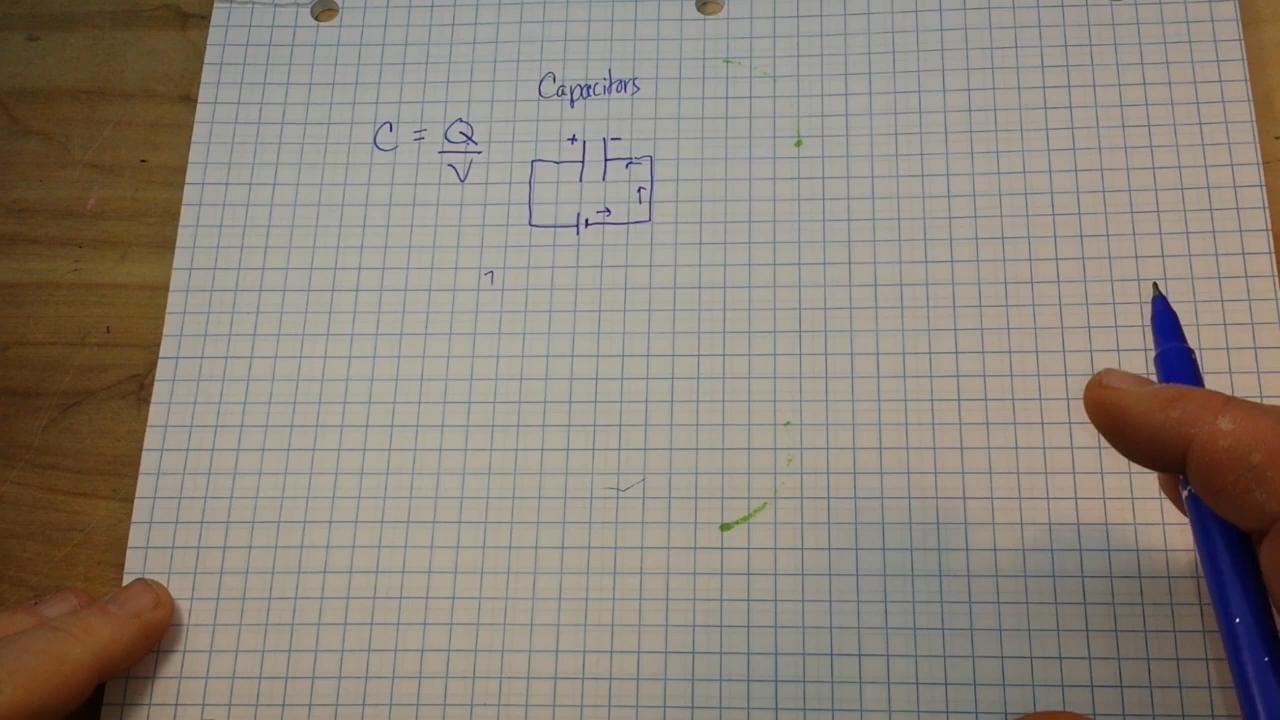 Capacitors
C = Q/V
+ -